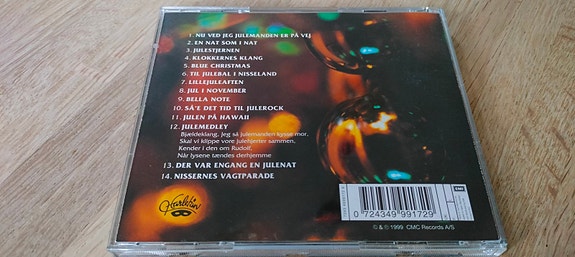 1. NU VED JEG JULEMANDEN ER PÅ VEJ
2. EN NAT SOM I NAT
3. JULESTJERNEN
4. KLOKKERNES KLANG
5. BLUE CHRISTMAS
6. TIL JULEBAL I NISSELAND
7. LILLEJULEAFTEN
8. JUL I NOVEMBER
9. BELLA NOTE
10. SÅ'E DET TID TIL JULEROCK
11. JULEN PÅ HAWAII
12. JULEMEDLEY
Bjældeklang, jeg så julemanden kysse mor,
Skal vi klippe vore julehjerter sammen,
Kender i den om Rudolf,
Når lysene tændes derhjemme
13. DER VAR ENGANG EN JULENAT
14. NISSERNES VAGTPARADE
Harlekin
EMI
0 724349 991729
℗ & © 1999 CMC Records A/S